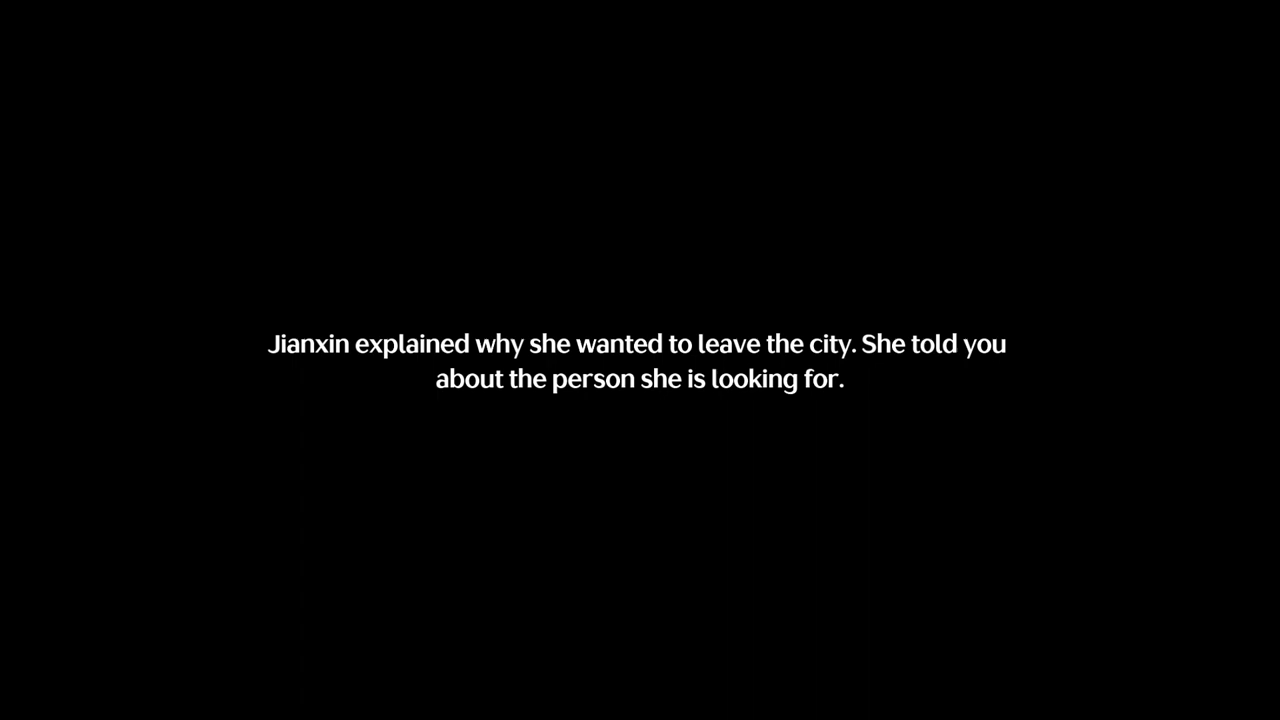 Jianxin explained why she wanted to leave the city. She told you
about the person she is looking for.